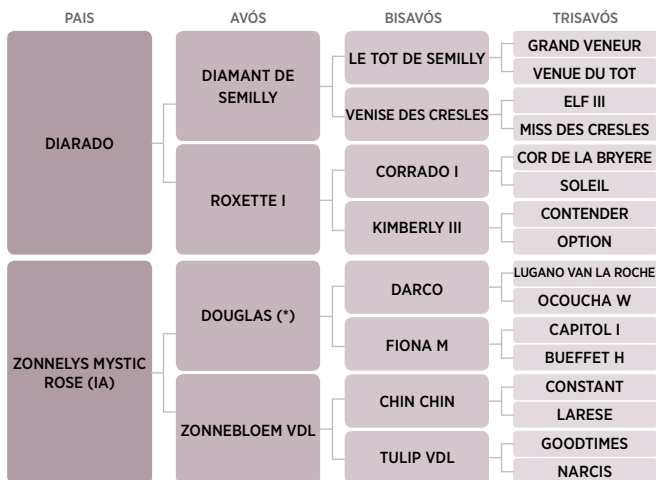 PAIS
AVÓS
BISAVÓS
TRISAVÓS
DIARADO
DIAMANT DE
SEMILLY
ROXETTE I
LE TOT DE SEMILLY
VENISE DES CRESLES
CORRADO I
KIMBERLY III
GRAND VENEUR
VENUE DU TOT
ELF III
MISS DES CRESLES
COR DE LA BRYERE
SOLEIL
CONTENDER
OPTION
ZONNELYS MYSTIC
ROSE (IA)
DOUGLAS (*)
ZONNEBLOEM VDL
DARCO
FIONA M
CHIN CHIN
TULIP VDL
LUGANO VAN LA ROCHE
OCOUCHA W
CAPITOL I
BUEFFET H
CONSTANT
LARESE
GOODTIMES
NARCIS